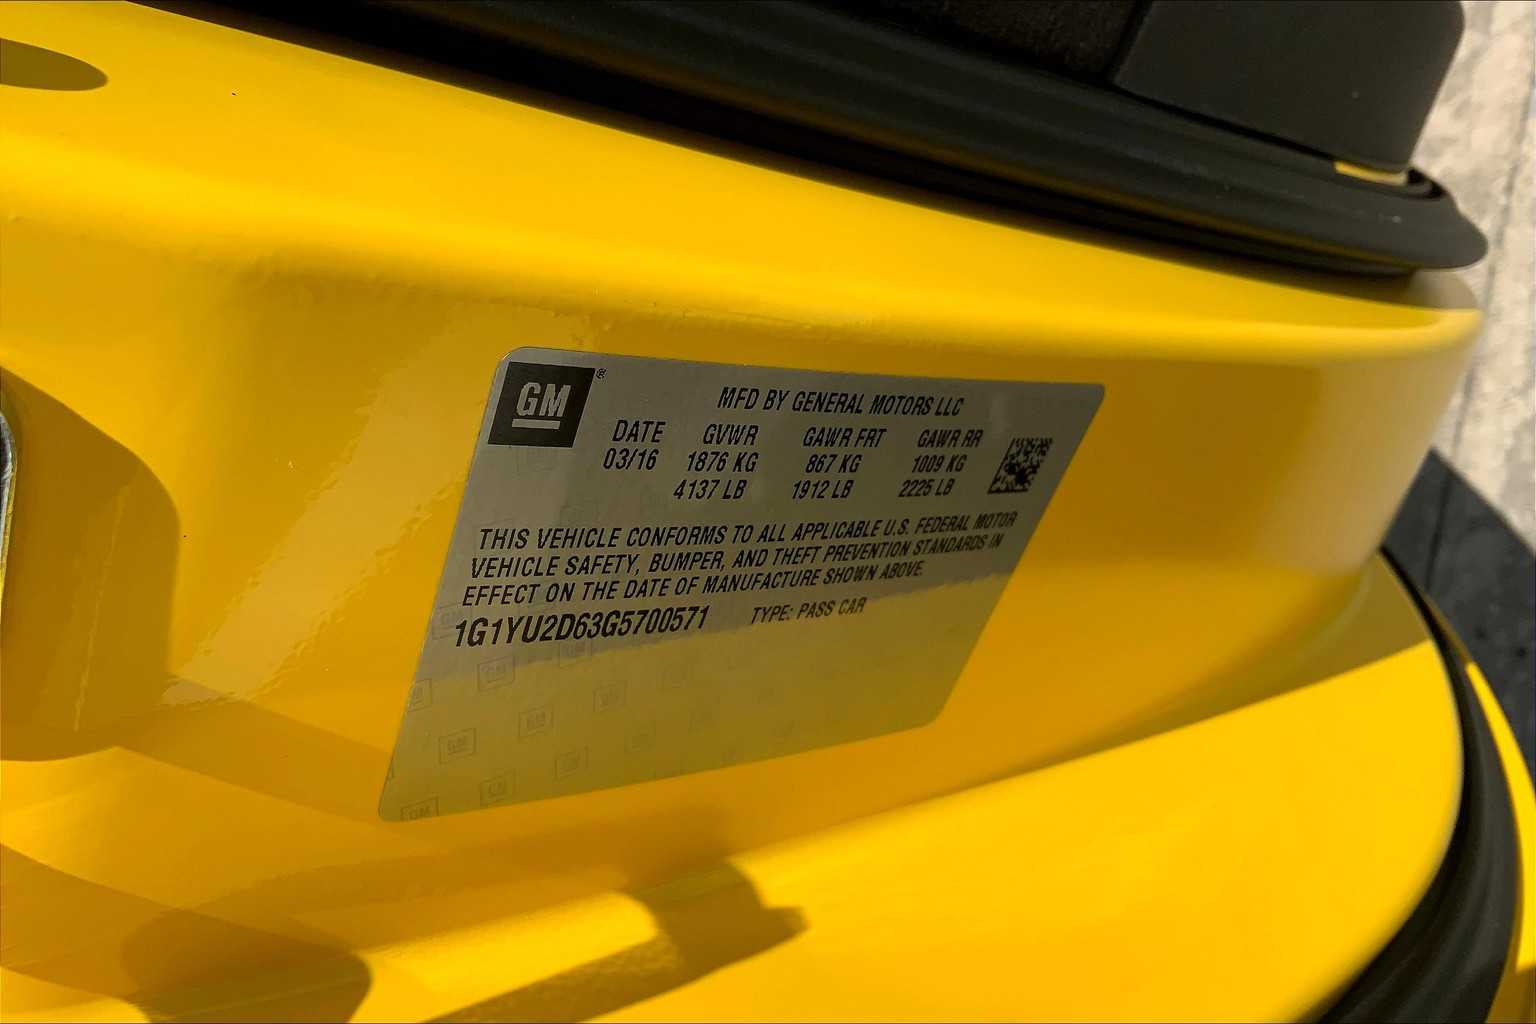 GM®
MFD BY GENERAL MOTORS LLC
DATE GVWR GAWR FRT GAWR RR
03/16 1876 KG 867 KG 1009 KG
4137 LB 1912 LB 2225 LB
THIS VEHICLE CONFORMS TO ALL APPLICABLE U.S. FEDERAL MOTOR
VEHICLE SAFETY, BUMPER, AND THEFT PREVENTION STANDARDS IN
EFFECT ON THE DATE OF MANUFACTURE SHOWN ABOVE.
1G1YU2D63G5700571 TYPE: PASS CAR